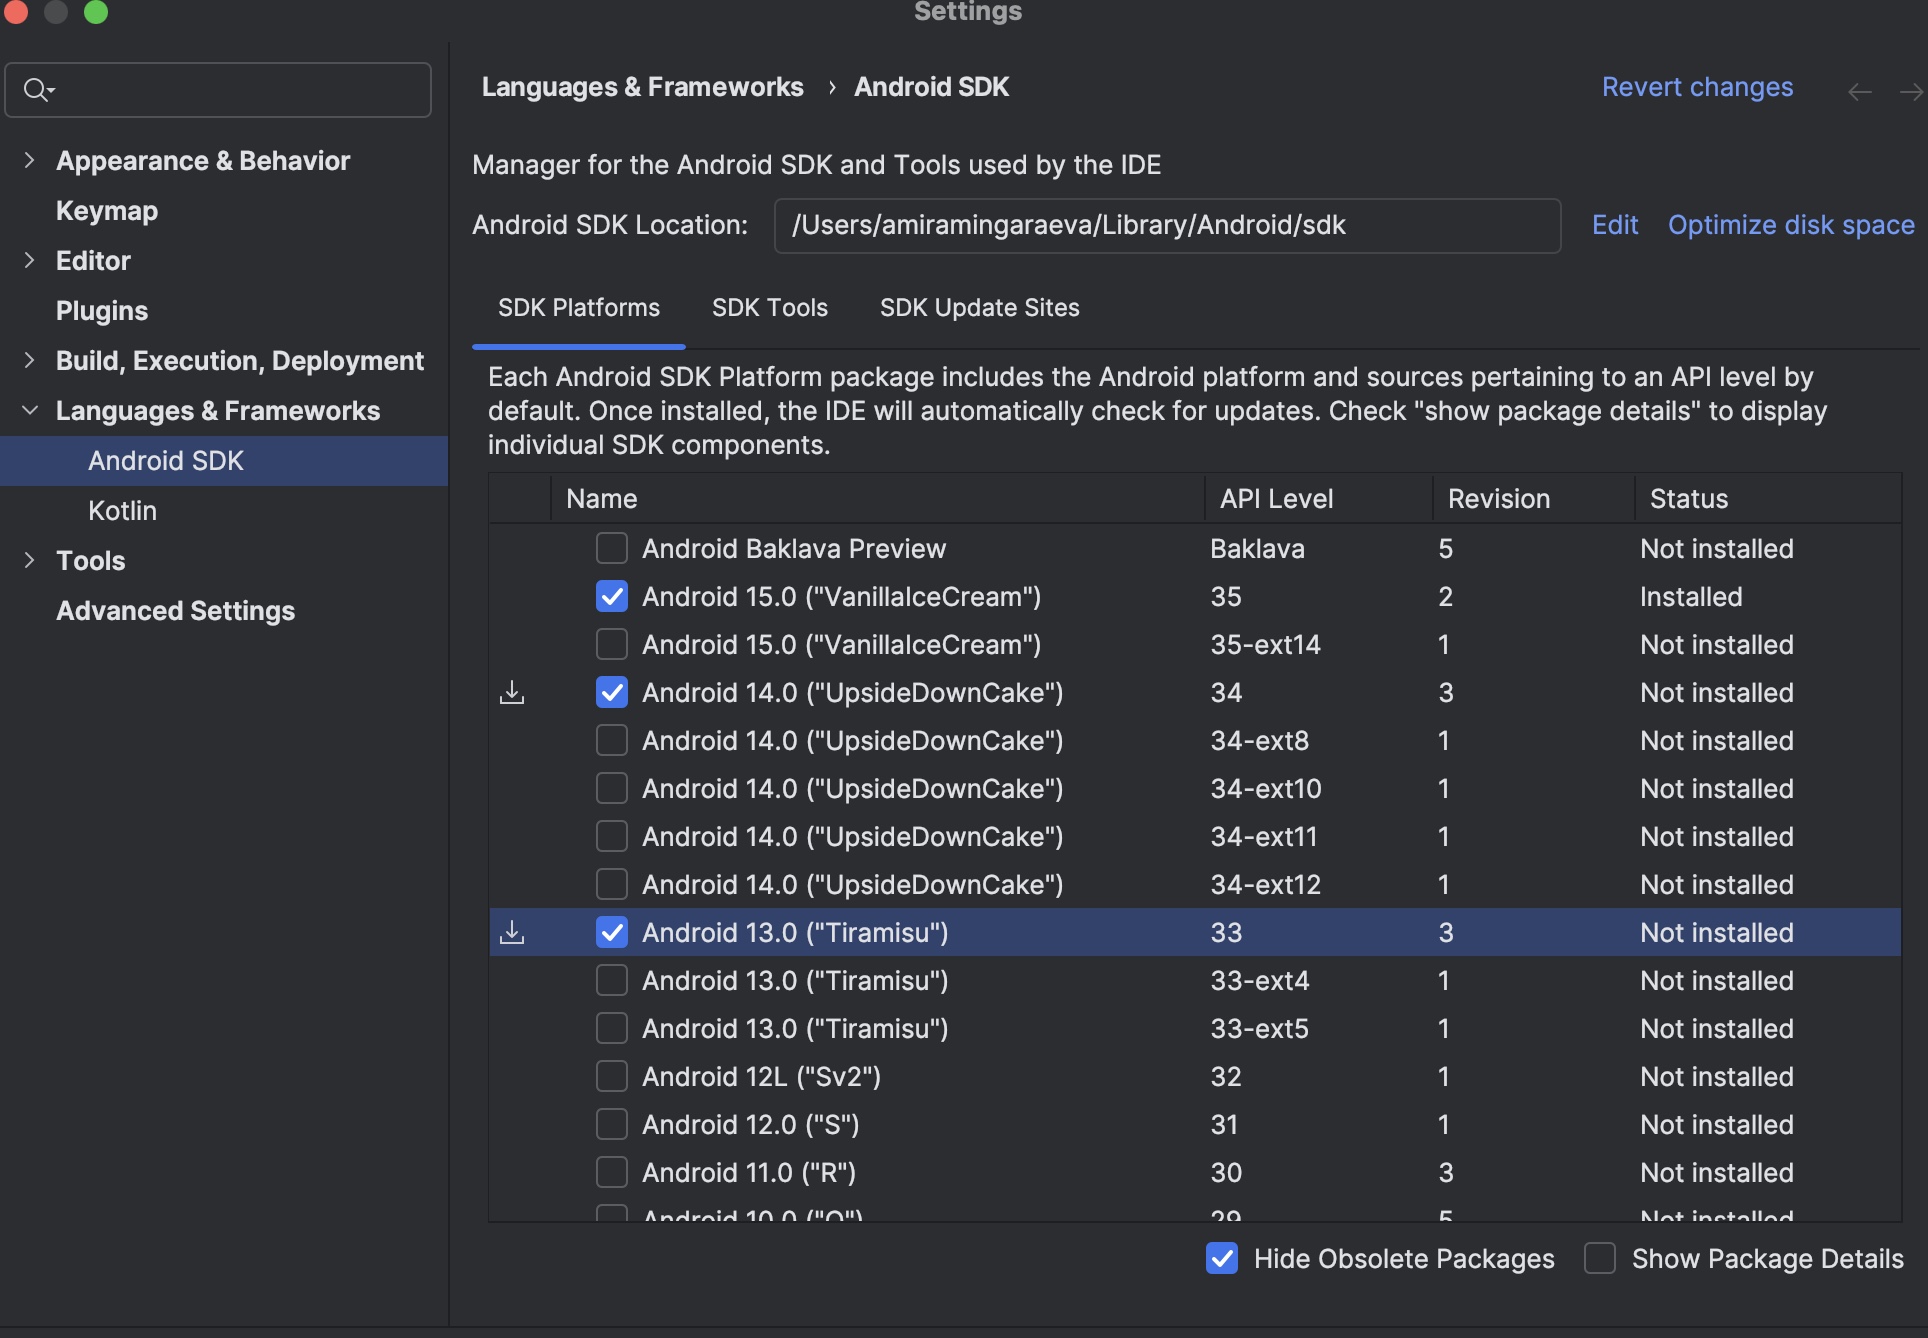 Settings
Appearance & Behavior
Keymap
Editor
Plugins
Build, Execution, Deployment
Languages & Frameworks
Android SDK
Kotlin
Tools
Advanced Settings
Languages & Frameworks › Android SDK
Revert changes
Manager for the Android SDK and Tools used by the IDE
Android SDK Location: /Users/amiramingaraeva/Library/Android/sdk Edit Optimize disk space
SDK Platforms SDK Tools SDK Update Sites
Each Android SDK Platform package includes the Android platform and sources pertaining to an API level by
default. Once installed, the IDE will automatically check for updates. Check "show package details" to display
individual SDK components.
Name API Level Revision Status
Android Baklava Preview Baklava 5 Not installed
Android 15.0 ("VanillaIceCream") 35 2 Installed
Android 15.0 ("VanillaIceCream") 35-ext14 1 Not installed
Android 14.0 ("UpsideDownCake") 34 3 Not installed
Android 14.0 ("UpsideDownCake") 34-ext8 1 Not installed
Android 14.0 ("UpsideDownCake") 34-ext10 1 Not installed
Android 14.0 ("UpsideDownCake") 34-ext11 1 Not installed
Android 14.0 ("UpsideDownCake") 34-ext12 1 Not installed
Android 13.0 ("Tiramisu") 33 3 Not installed
Android 13.0 ("Tiramisu") 33-ext4 1 Not installed
Android 13.0 ("Tiramisu") 33-ext5 1 Not installed
Android 12L ("Sv2") 32 1 Not installed
Android 12.0 ("S") 31 1 Not installed
Android 11.0 ("R") 30 3 Not installed
Android 10.0 ("Q") 29 5 Not installed
Hide Obsolete Packages Show Package Details